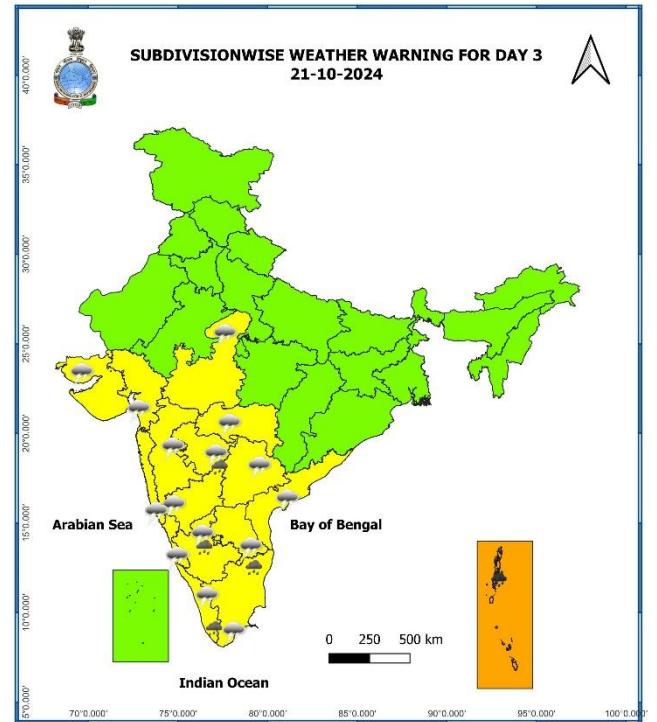 SUBDIVISIONWISE WEATHER WARNING FOR DAY 3
21-10-2024
40°0.000'
35°0.000'
30°0.000'
25°0.000'
20°0.000'
15°0.000'
10°0.000'
5°0.000'
Arabian Sea
Bay of Bengal
0 250 500 km
Indian Ocean
70°0.000' 75°0.000' 80°0.000' 85°0.000' 90°0.000' 95°0.000' 100°0.000'